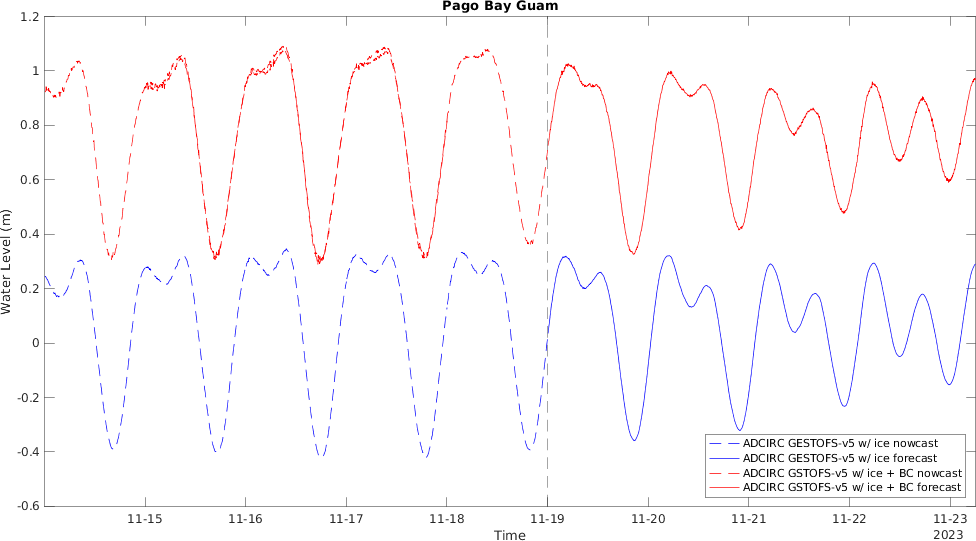 Pago Bay Guam
1.2
1
0.8
0.6
0.4
0.2
0
-0.2
-0.4
-0.6
Water Level (m)
ADCIRC GESTOFS-v5 w/ ice nowcast
ADCIRC GESTOFS-v5 w/ ice forecast
ADCIRC GSTOFS-v5 w/ ice + BC nowcast
ADCIRC GSTOFS-v5 w/ ice + BC forecast
11-15 11-16 11-17 11-18 11-19 11-20 11-21 11-22 11-23
2023
Time